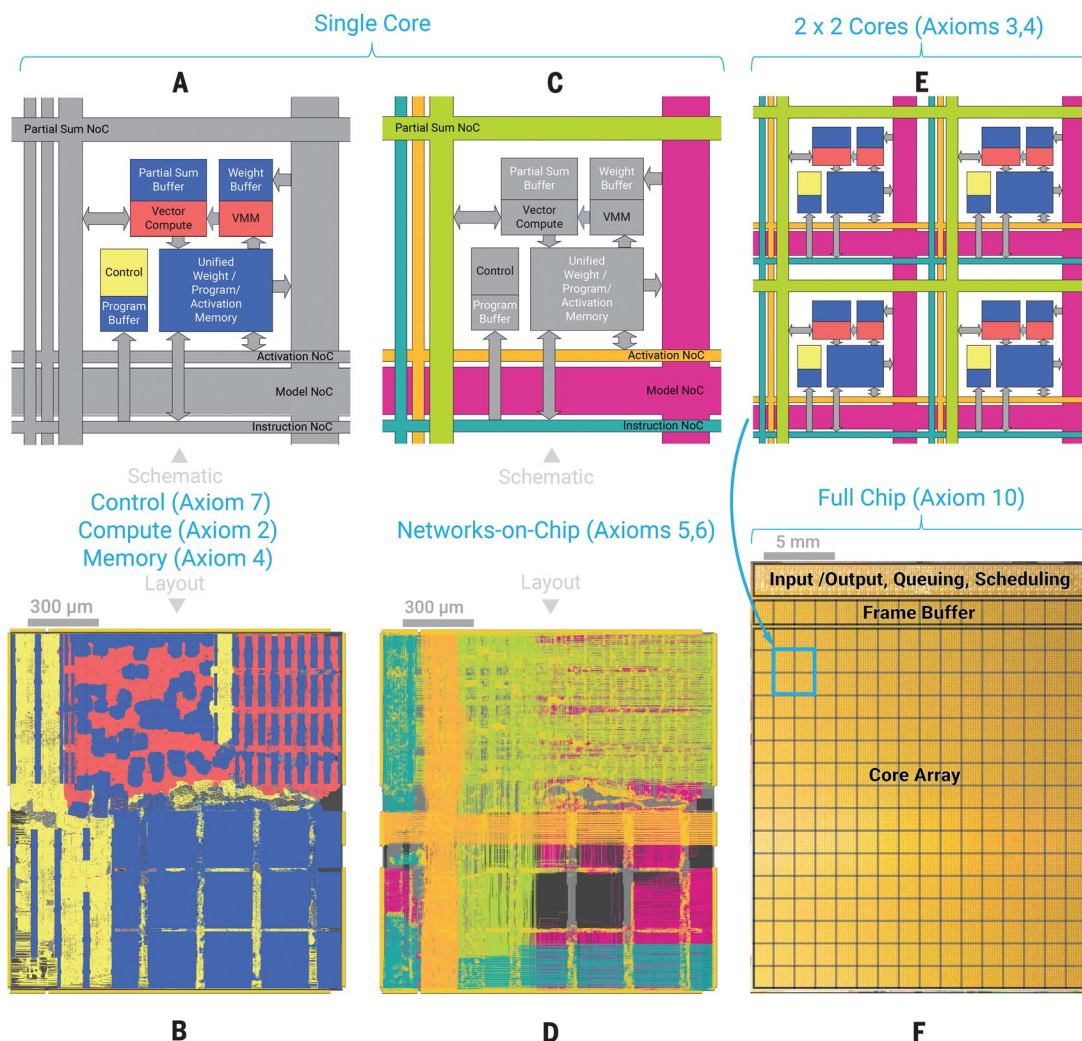 Single Core
2 x 2 Cores (Axioms 3,4)
A
C
E
Partial Sum NoC
Partial Sum
Buffer
Weight
Buffer
Vector
Compute
VMM
Control
Program
Buffer
Unified
Weight /
Program/
Activation
Memory
Activation NoC
Model NoC
Instruction NoC
Partial Sum NoC
Partial Sum
Buffer
Weight
Buffer
Vector
Compute
VMM
Control
Program
Buffer
Unified
Weight /
Program/
Activation
Memory
Activation NoC
Model NoC
Instruction NoC
Schematic
Control (Axiom 7)
Compute (Axiom 2)
Memory (Axiom 4)
Layout
300 µm
Schematic
Networks-on-Chip (Axioms 5,6)
Layout
300 µm
Full Chip (Axiom 10)
5 mm
Input /Output, Queuing, Scheduling
Frame Buffer
Core Array
B
D
F